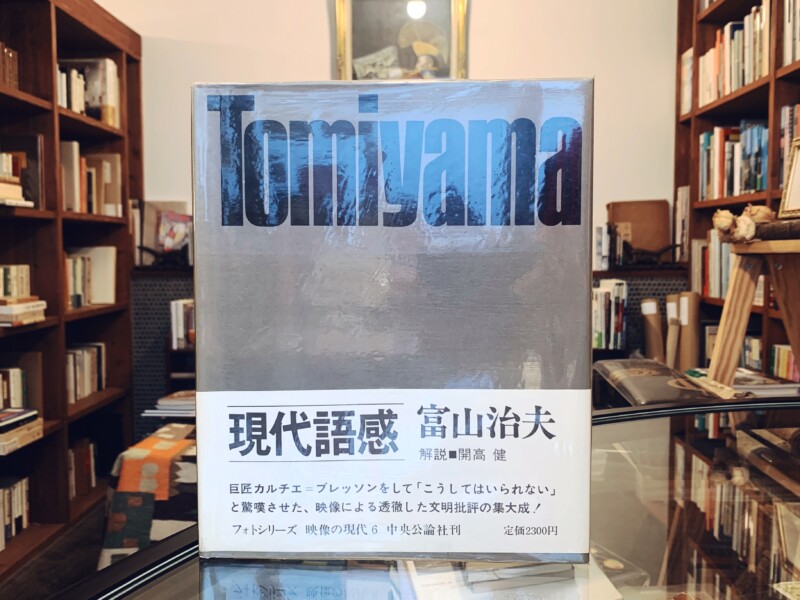 Tomiyama
現代語感 富山治夫
解説■開高 健
巨匠カルチエ＝ブレッソンをして「こうしてはいられない」
と驚嘆させた、映像による透徹した文明批評の集大成！
フォトシリーズ 映像の現代6 中央公論社刊 定価2300円